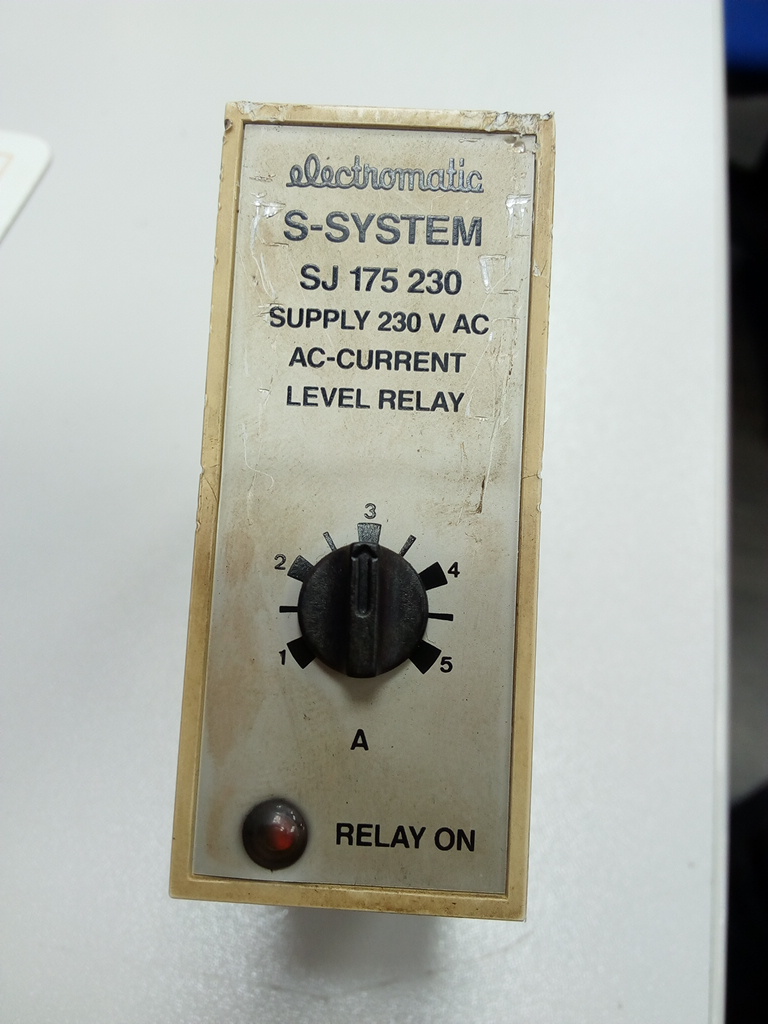 electromatic
S-SYSTEM
SJ 175 230
SUPPLY 230 V AC
AC-CURRENT
LEVEL RELAY
3
2 4
1 5
A
RELAY ON